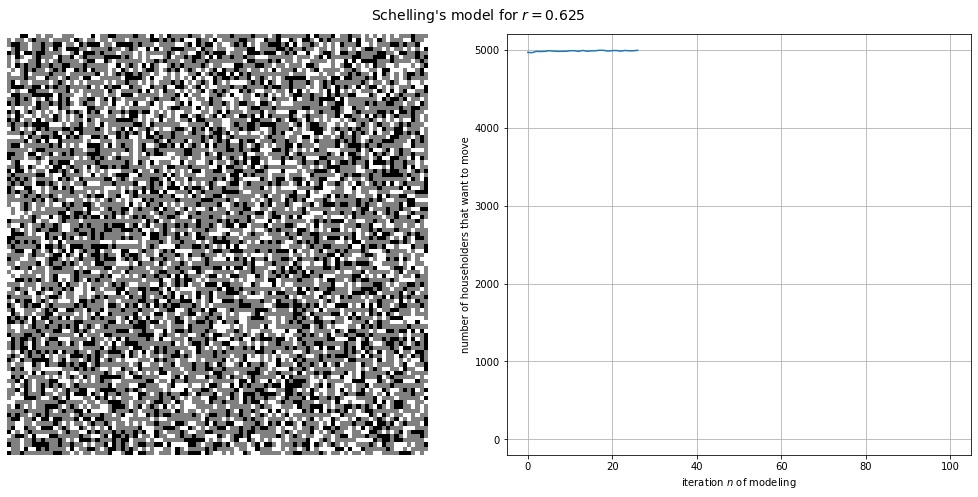 Schelling's model for r = 0.625
number of householders that want to move
5000
4000
3000
2000
1000
0
0 20 40 60 80 100
iteration n of modeling